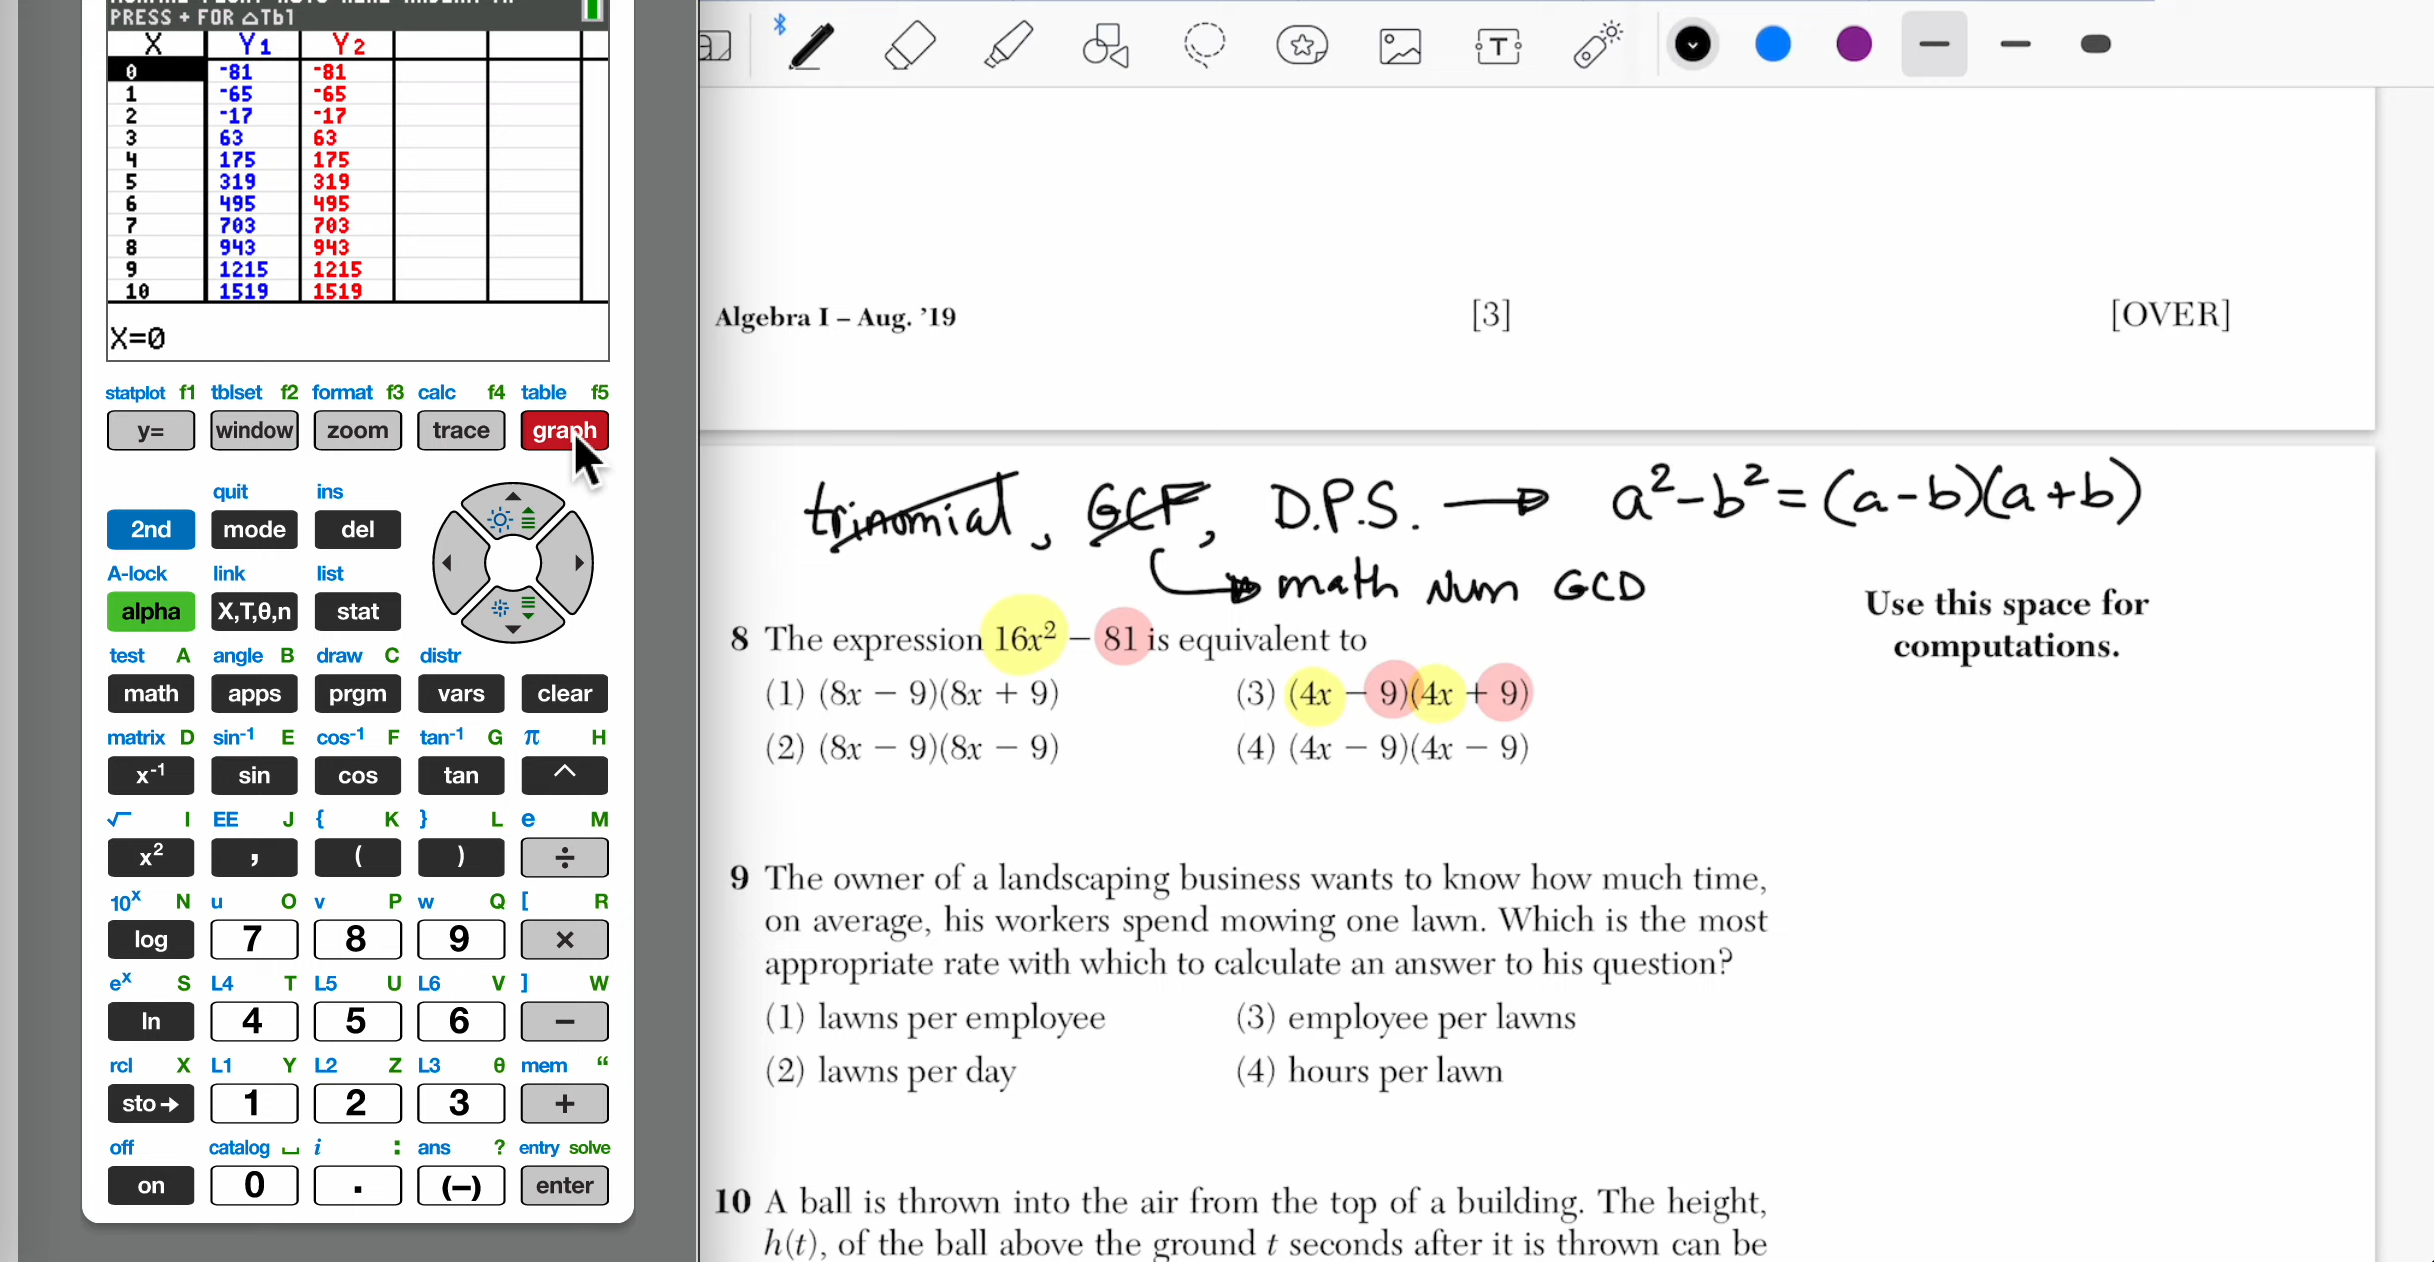 PRESS + FOR △Tbl
X Y1 Y2
0 -81 -81
1 -65 -65
2 -17 -17
3 63 63
4 175 175
5 319 319
6 495 495
7 703 703
8 943 943
9 1215 1215
10 1519 1519
X=0
statplot f1 tblset f2 format f3 calc f4 table f5
y= window zoom trace graph
quit ins
2nd mode del
A-lock link list
alpha X,T,θ,n stat
test A angle B draw C distr
math apps prgm vars clear
matrix D sin-1 E cos-1 F tan-1 G π H
x-1 sin cos tan ^
√ I EE J { K } L e M
x² , ( ) ÷
10x N u O v P w Q [ R
log 7 8 9 ×
ex S L4 T L5 U L6 V ] W
ln 4 5 6 −
rcl X L1 Y L2 Z L3 θ mem “
sto→ 1 2 3 +
off catalog ⎵ i : ans ? entry solve
on 0 . (−) enter
T
Algebra I – Aug. ’19 [3] [OVER]
trinomial, GCF, D.P.S. → a² - b² = (a - b)(a + b)
→ math Num GCD
Use this space for
computations.
8 The expression 16x² − 81 is equivalent to
(1) (8x − 9)(8x + 9) (3) (4x − 9)(4x + 9)
(2) (8x − 9)(8x − 9) (4) (4x − 9)(4x − 9)
9 The owner of a landscaping business wants to know how much time,
on average, his workers spend mowing one lawn. Which is the most
appropriate rate with which to calculate an answer to his question?
(1) lawns per employee (3) employee per lawns
(2) lawns per day (4) hours per lawn
10 A ball is thrown into the air from the top of a building. The height,
h(t), of the ball above the ground t seconds after it is thrown can be